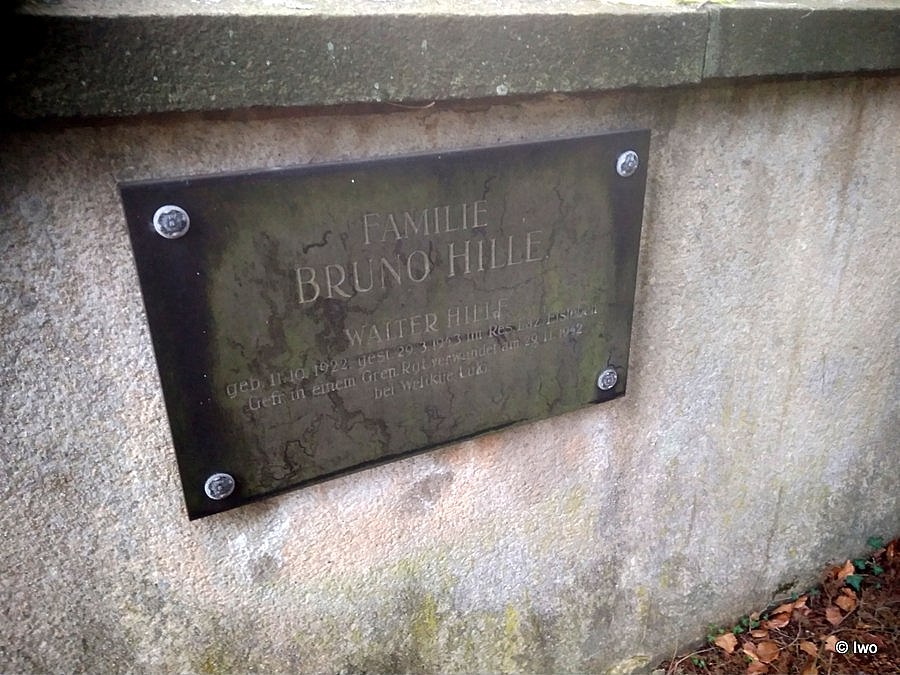 FAMILIE
BRUNO HILLE
WALTER HILLE
geb. 11.10.1922, gest. 29.3.1943 im Res. Laz. Eisleben
Gefr. in einem Gren. Rgt. verwundet am 29.11.1942
bei Welikije Luki
© Iwo